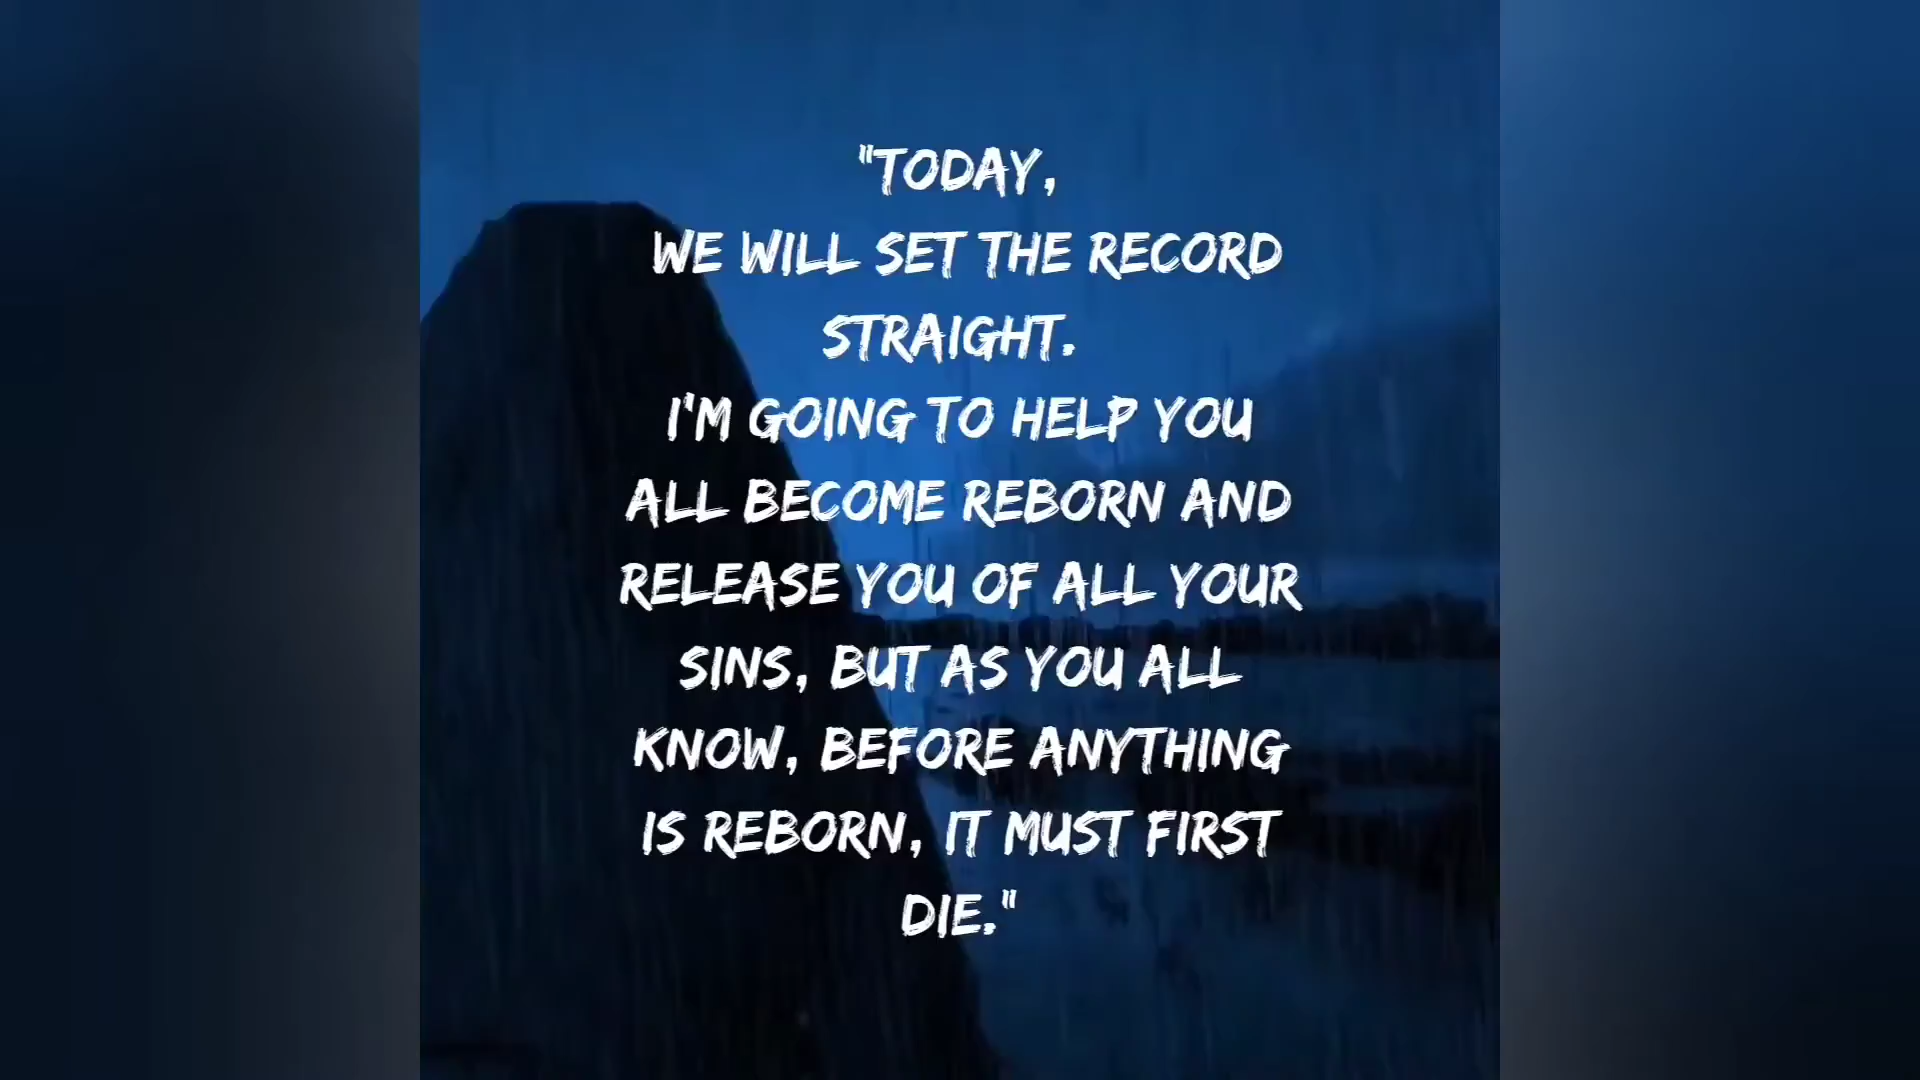 "TODAY,
WE WILL SET THE RECORD
STRAIGHT.
I'M GOING TO HELP YOU
ALL BECOME REBORN AND
RELEASE YOU OF ALL YOUR
SINS, BUT AS YOU ALL
KNOW, BEFORE ANYTHING
IS REBORN, IT MUST FIRST
DIE."